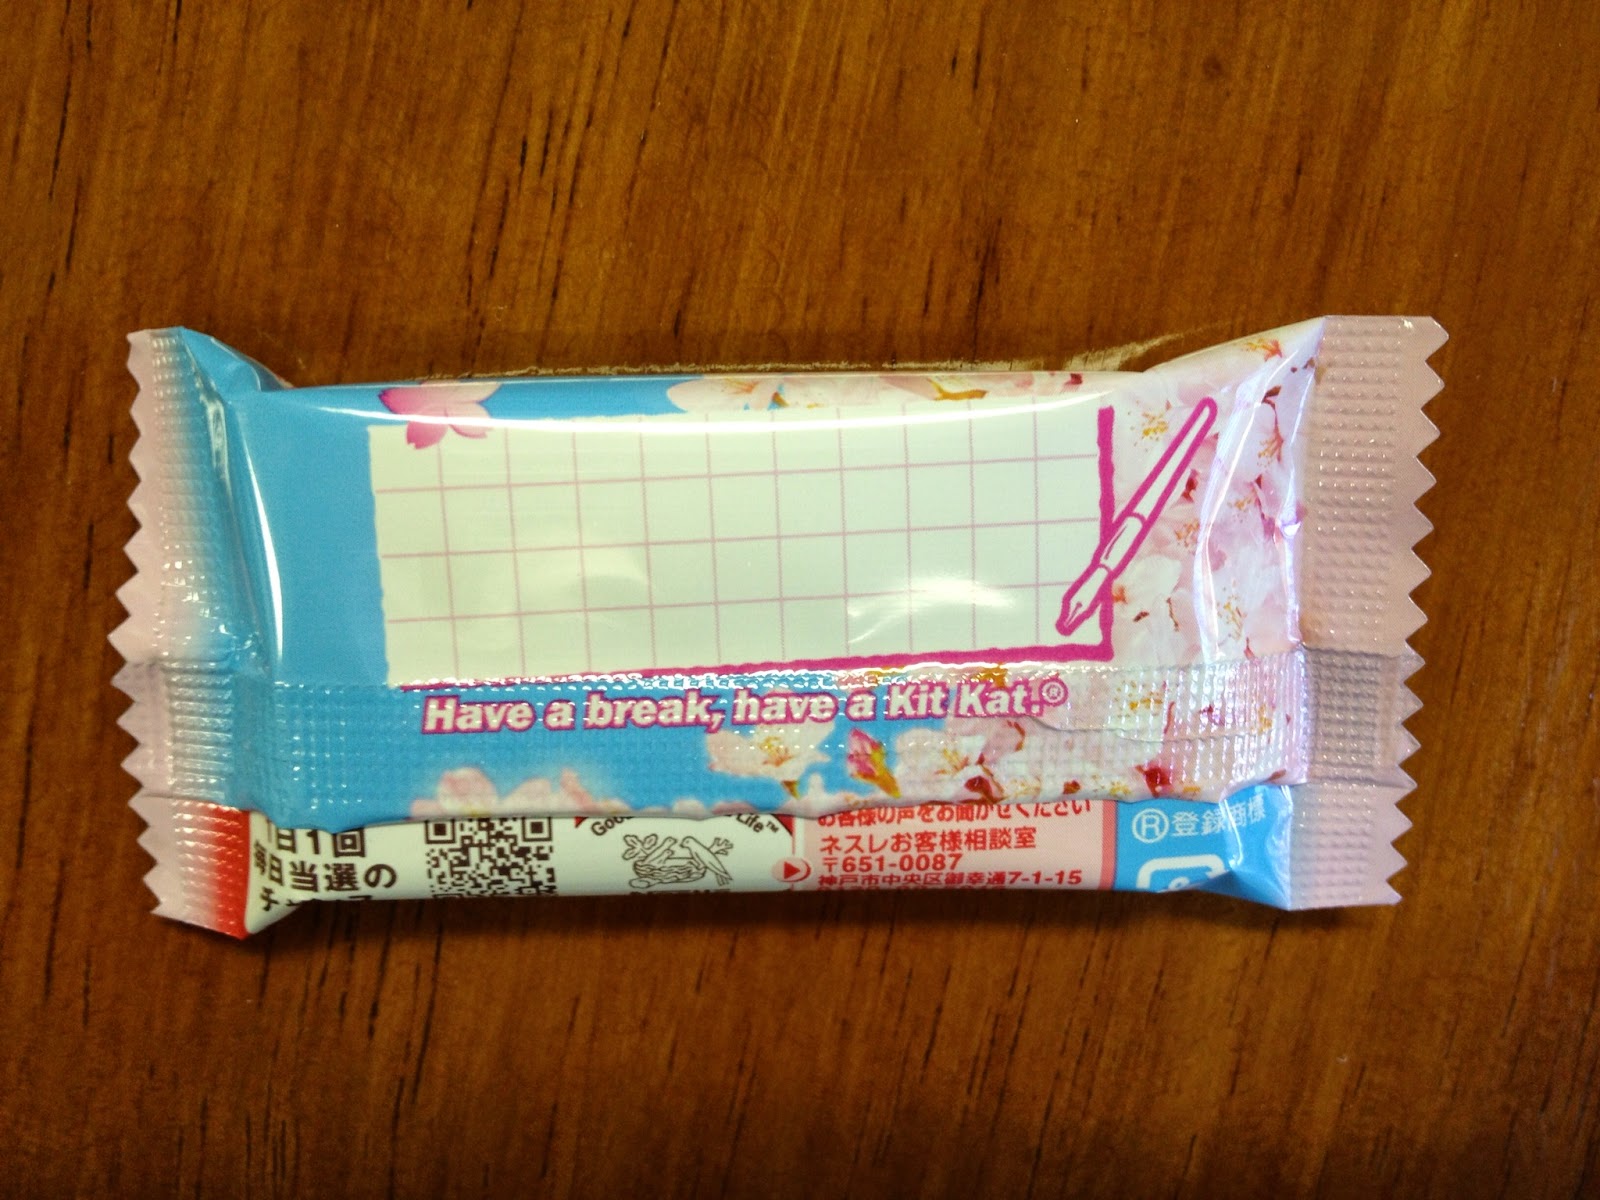 Have a break, have a Kit Kat!®
1日1回
毎日当選の
Good Life™
お客様の声をお聞かせください
ネスレお客様相談室
〒651-0087
神戸市中央区御幸通7-1-15
®登録商標